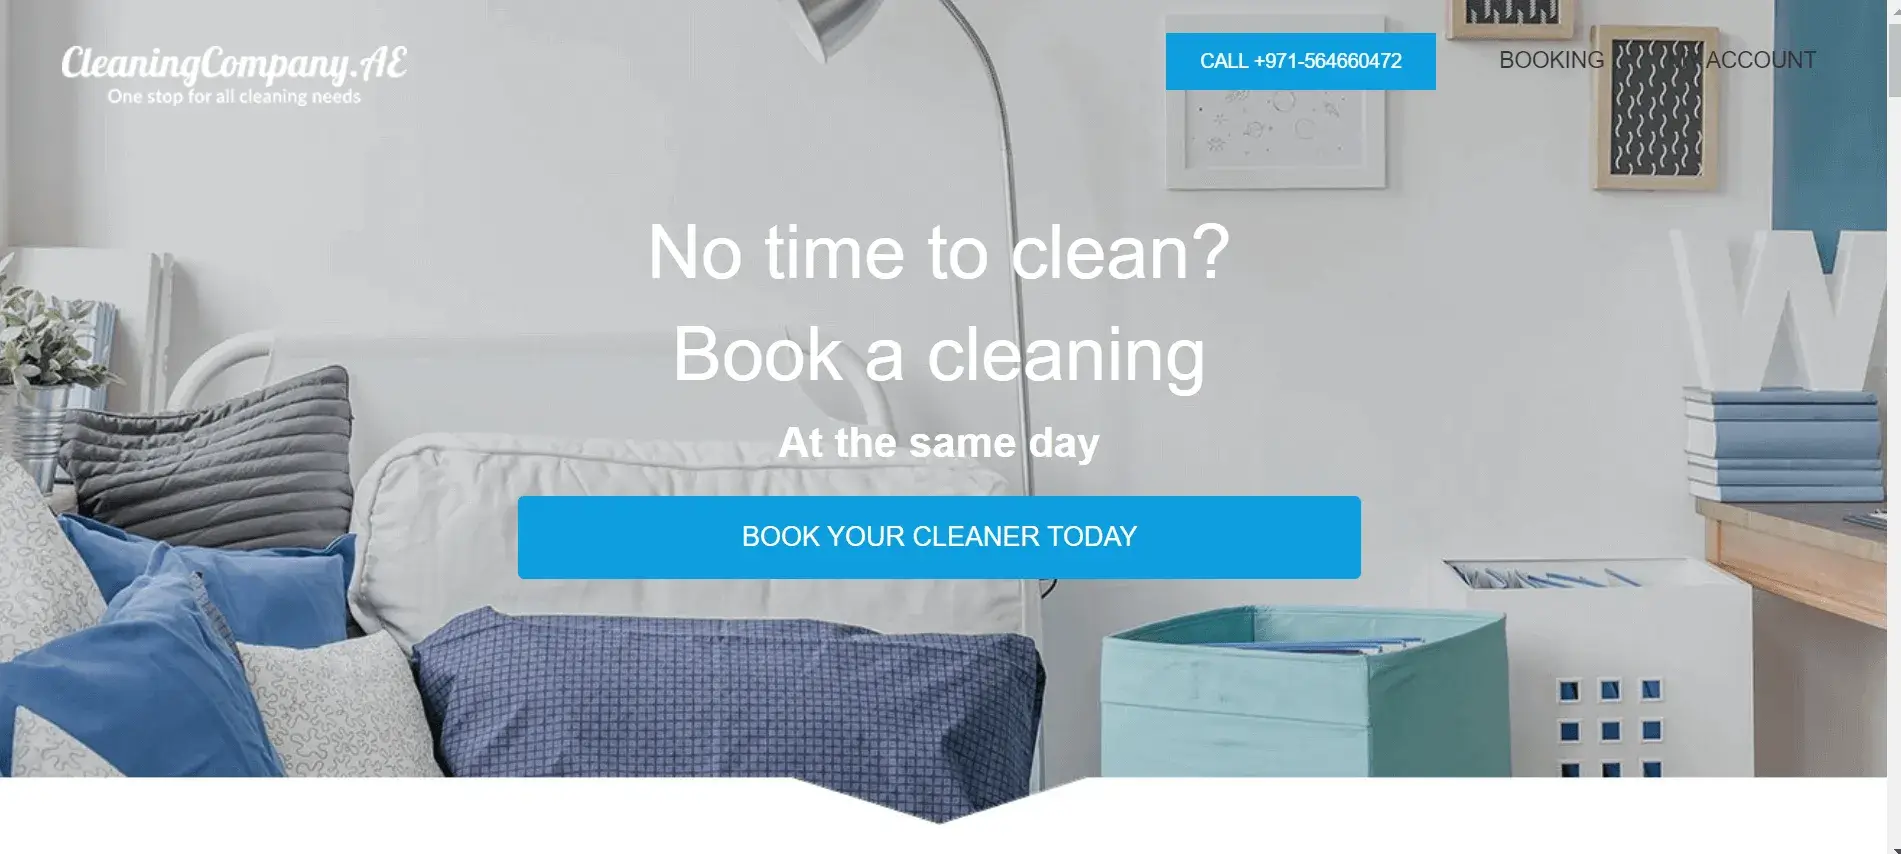 CleaningCompany.AE
One stop for all cleaning needs
CALL +971-564660472
BOOKING
ACCOUNT
No time to clean?
Book a cleaning
At the same day
BOOK YOUR CLEANER TODAY
W